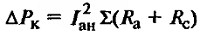 ΔPк = I²ан Σ(Rа + Rс)